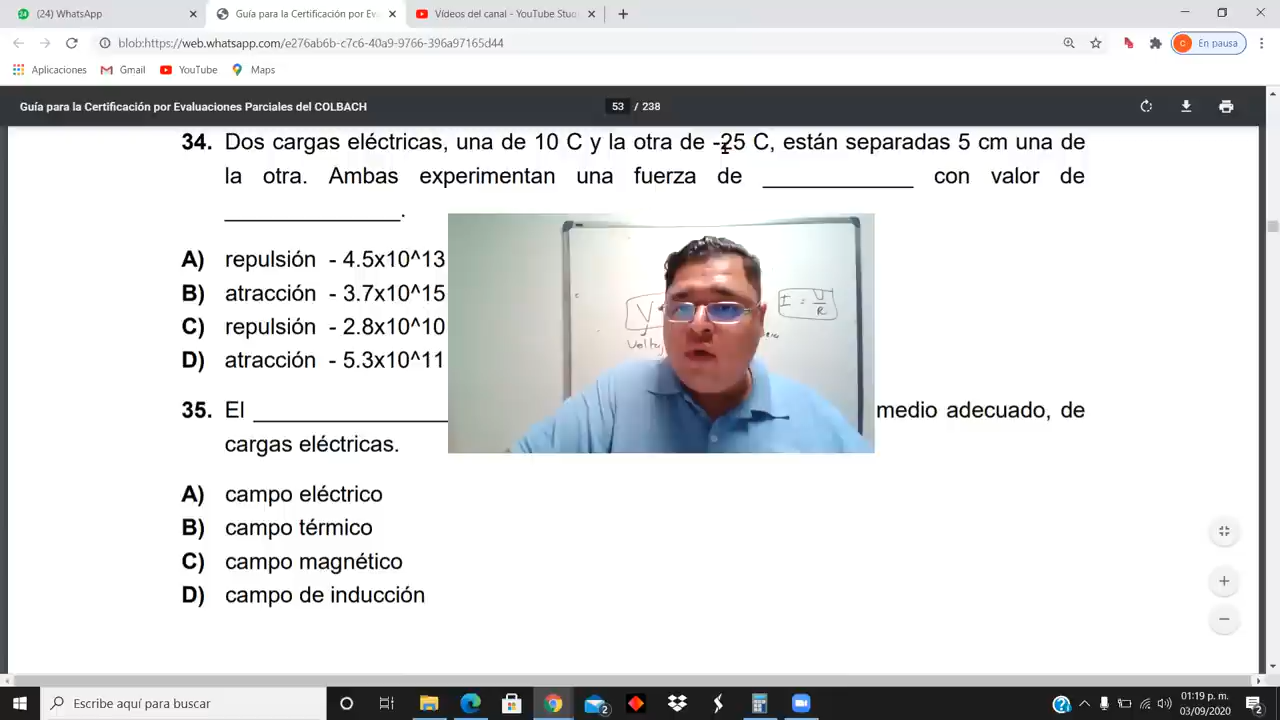 (24) WhatsApp
Guía para la Certificación por Ev
Vídeos del canal - YouTube Stu
blob:https://web.whatsapp.com/e276ab6b-c7c6-40a9-9766-396a97165d44
En pausa
Aplicaciones
Gmail
YouTube
Maps
Guía para la Certificación por Evaluaciones Parciales del COLBACH
53 / 238
34. Dos cargas eléctricas, una de 10 C y la otra de -25 C, están separadas 5 cm una de
la otra. Ambas experimentan una fuerza de ____________ con valor de
______________.
A) repulsión - 4.5x10^13
B) atracción - 3.7x10^15
C) repulsión - 2.8x10^10
D) atracción - 5.3x10^11
V
I = V/R
35. El ________________ medio adecuado, de
cargas eléctricas.
A) campo eléctrico
B) campo térmico
C) campo magnético
D) campo de inducción
Escribe aquí para buscar
2
01:19 p. m.
03/09/2020
2